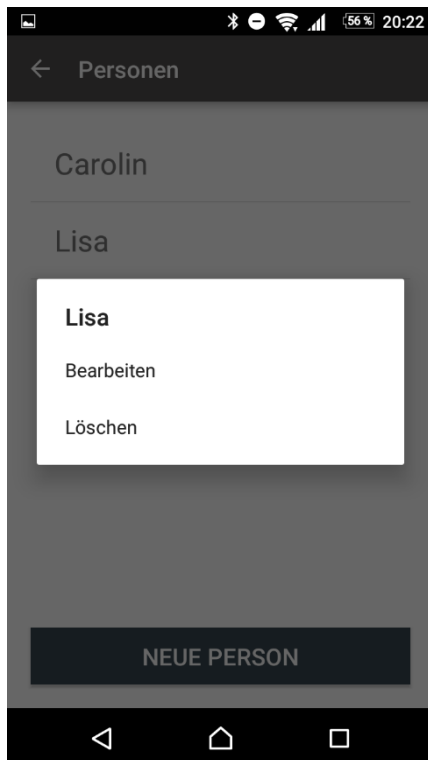 56 % 20:22
Personen
Carolin
Lisa
Lisa
Bearbeiten
Löschen
NEUE PERSON